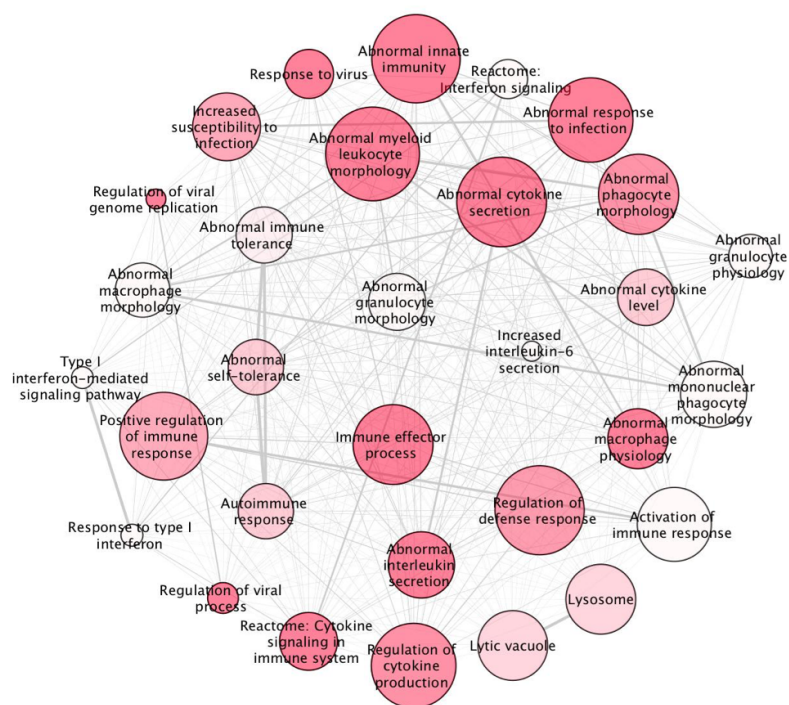 Abnormal innate
immunity
Response to virus
Reactome:
Interferon signaling
Increased
susceptibility to
infection
Abnormal response
to infection
Abnormal myeloid
leukocyte
morphology
Abnormal cytokine
secretion
Abnormal
phagocyte
morphology
Regulation of viral
genome replication
Abnormal immune
tolerance
Abnormal
granulocyte
physiology
Abnormal
macrophage
morphology
Abnormal
granulocyte
morphology
Abnormal cytokine
level
Increased
interleukin-6
secretion
Type I
interferon-mediated
signaling pathway
Abnormal
self-tolerance
Abnormal
mononuclear
phagocyte
morphology
Positive regulation
of immune
response
Immune effector
process
Abnormal
macrophage
physiology
Autoimmune
response
Regulation of
defense response
Activation of
immune response
Response to type I
interferon
Abnormal
interleukin
secretion
Regulation of viral
process
Lysosome
Reactome: Cytokine
signaling in
immune system
Regulation of
cytokine
production
Lytic vacuole